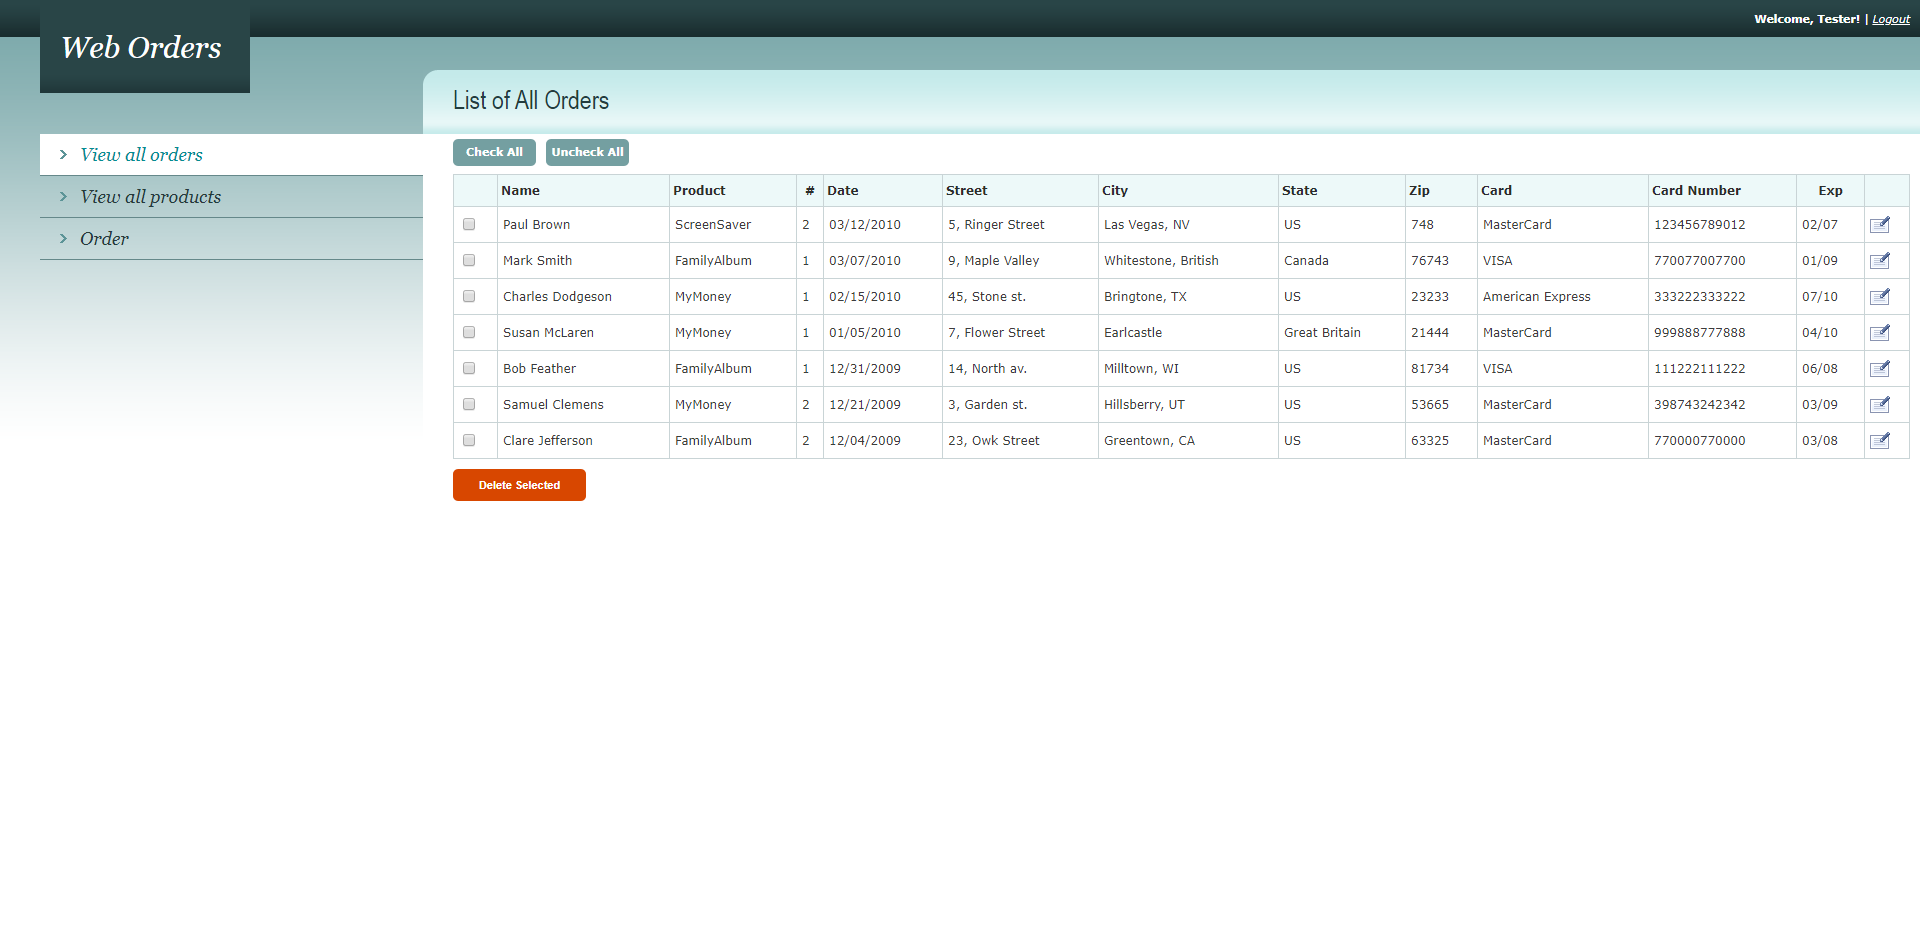 Welcome, Tester! | Logout
Web Orders
List of All Orders
View all orders
View all products
Order
Check All Uncheck All
Name Product # Date Street City State Zip Card Card Number Exp
Paul Brown ScreenSaver 2 03/12/2010 5, Ringer Street Las Vegas, NV US 748 MasterCard 123456789012 02/07
Mark Smith FamilyAlbum 1 03/07/2010 9, Maple Valley Whitestone, British Canada 76743 VISA 770077007700 01/09
Charles Dodgeson MyMoney 1 02/15/2010 45, Stone st. Bringtone, TX US 23233 American Express 333222333222 07/10
Susan McLaren MyMoney 1 01/05/2010 7, Flower Street Earlcastle Great Britain 21444 MasterCard 999888777888 04/10
Bob Feather FamilyAlbum 1 12/31/2009 14, North av. Milltown, WI US 81734 VISA 111222111222 06/08
Samuel Clemens MyMoney 2 12/21/2009 3, Garden st. Hillsberry, UT US 53665 MasterCard 398743242342 03/09
Clare Jefferson FamilyAlbum 2 12/04/2009 23, Owk Street Greentown, CA US 63325 MasterCard 770000770000 03/08
Delete Selected